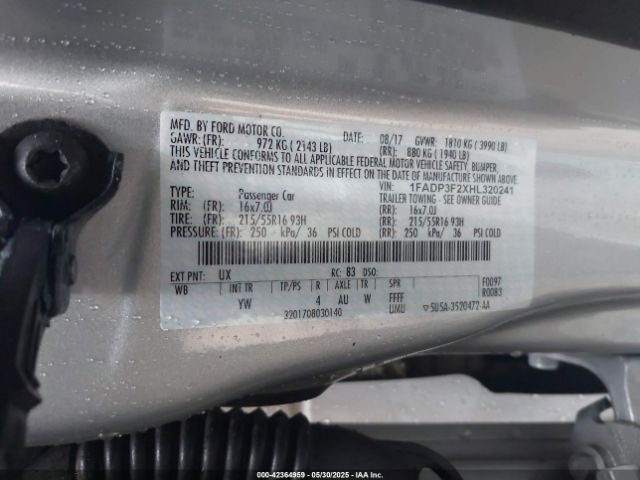 MFD. BY FORD MOTOR CO. DATE: 08/17 GVWR: 1810 KG ( 3990 LB)
GAWR: (FR): 972 KG ( 2143 LB) (RR): 880 KG ( 1940 LB)
THIS VEHICLE CONFORMS TO ALL APPLICABLE FEDERAL MOTOR VEHICLE SAFETY, BUMPER,
AND THEFT PREVENTION STANDARDS IN EFFECT ON THE DATE OF MANUFACTURE SHOWN ABOVE.
VIN: 1FADP3F2XHL320241
TYPE: Passenger Car TRAILER TOWING - SEE OWNER GUIDE
RIM: (FR): 16x7.0J (RR): 16x7.0J
TIRE: (FR): 215/55R16 93H (RR): 215/55R16 93H
PRESSURE: (FR): 250 kPa/ 36 PSI COLD (RR): 250 kPa/ 36 PSI COLD
EXT PNT: UX RC: 83 DSO: F0097
WB INT TR TP/PS R AXLE TR SPR R0083
YW 4 AU W FFFF
UMU ▽ 5U5A-3520472-AA
3201708030140
00-42364959 | 05/30/2025 - Copart, Inc.